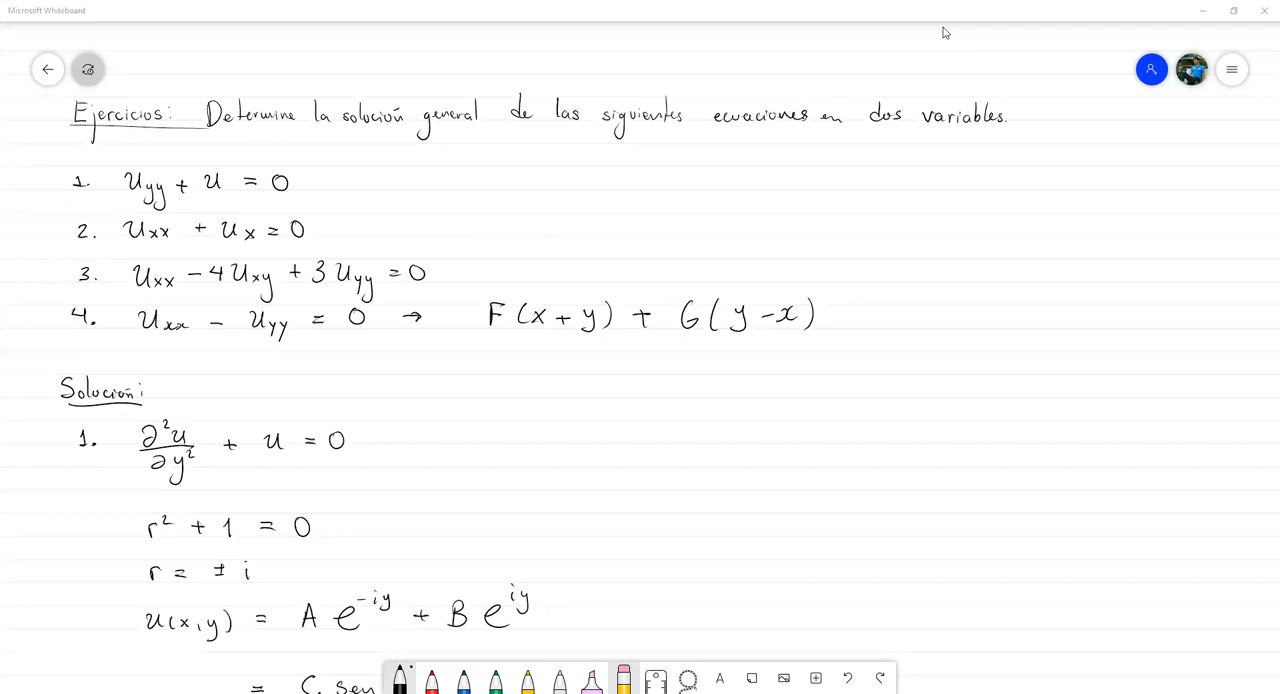 Microsoft Whiteboard
Ejercicios: Determine la solución general de las siguientes ecuaciones en dos variables.
1. u_yy + u = 0
2. u_xx + u_x = 0
3. u_xx - 4u_xy + 3u_yy = 0
4. u_xx - u_yy = 0 → F(x+y) + G(y-x)
Solución:
1. ∂²u/∂y² + u = 0
r² + 1 = 0
r = ± i
u(x,y) = A e^{-iy} + B e^{iy}
= C. sen
A